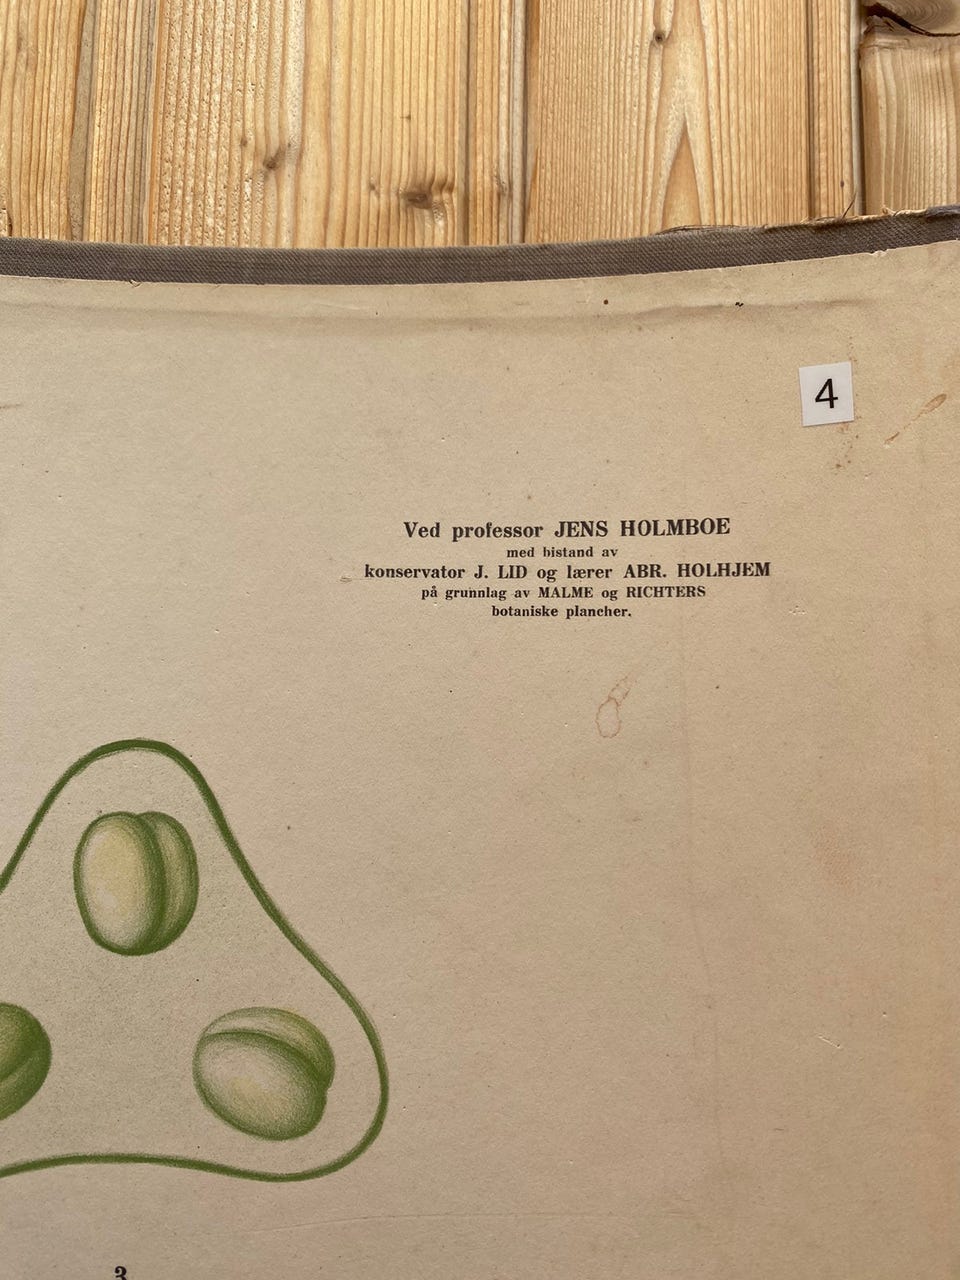 4
Ved professor JENS HOLMBOE
med bistand av
konservator J. LID og lærer ABR. HOLHJEM
på grunnlag av MALME og RICHTERS
botaniske plancher.
3